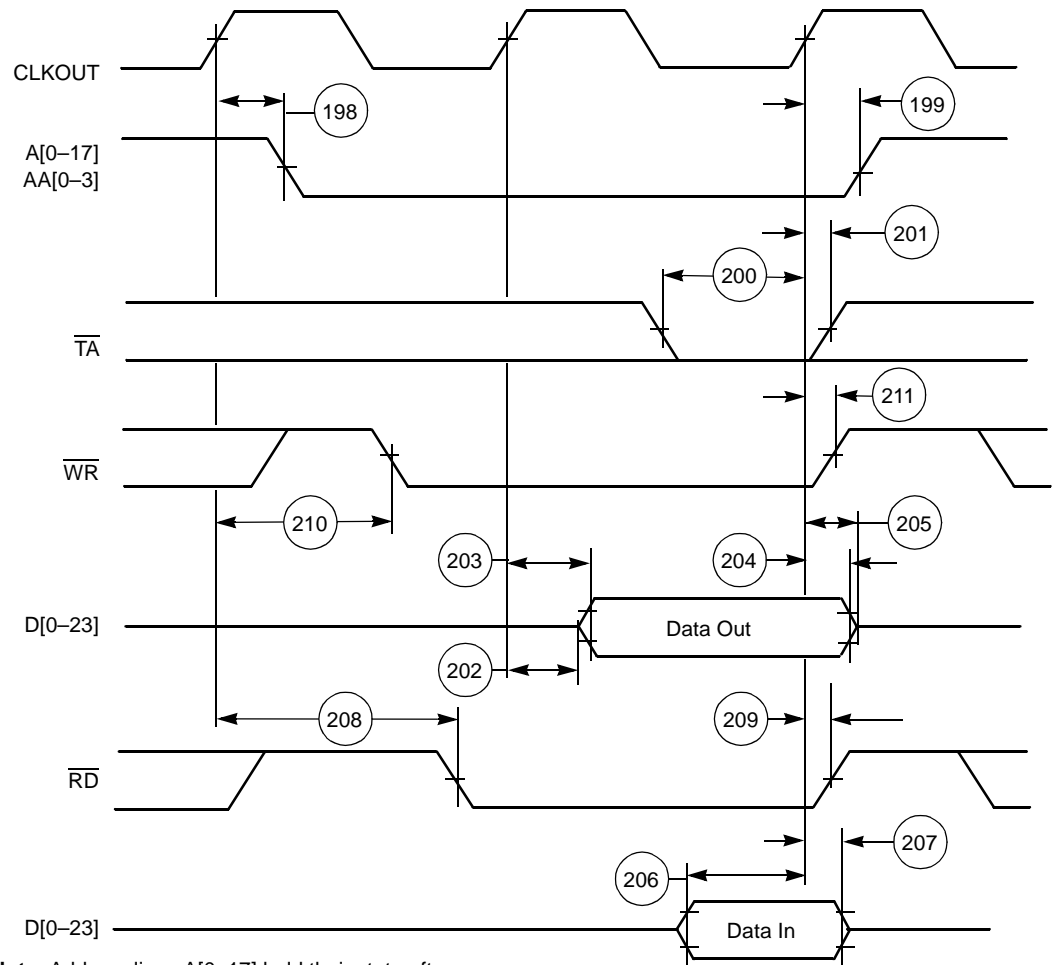 CLKOUT
198
199
A[0–17]
AA[0–3]
201
200
TA
211
WR
210
205
203
204
D[0–23]
Data Out
202
208
209
RD
207
206
D[0–23]
Data In